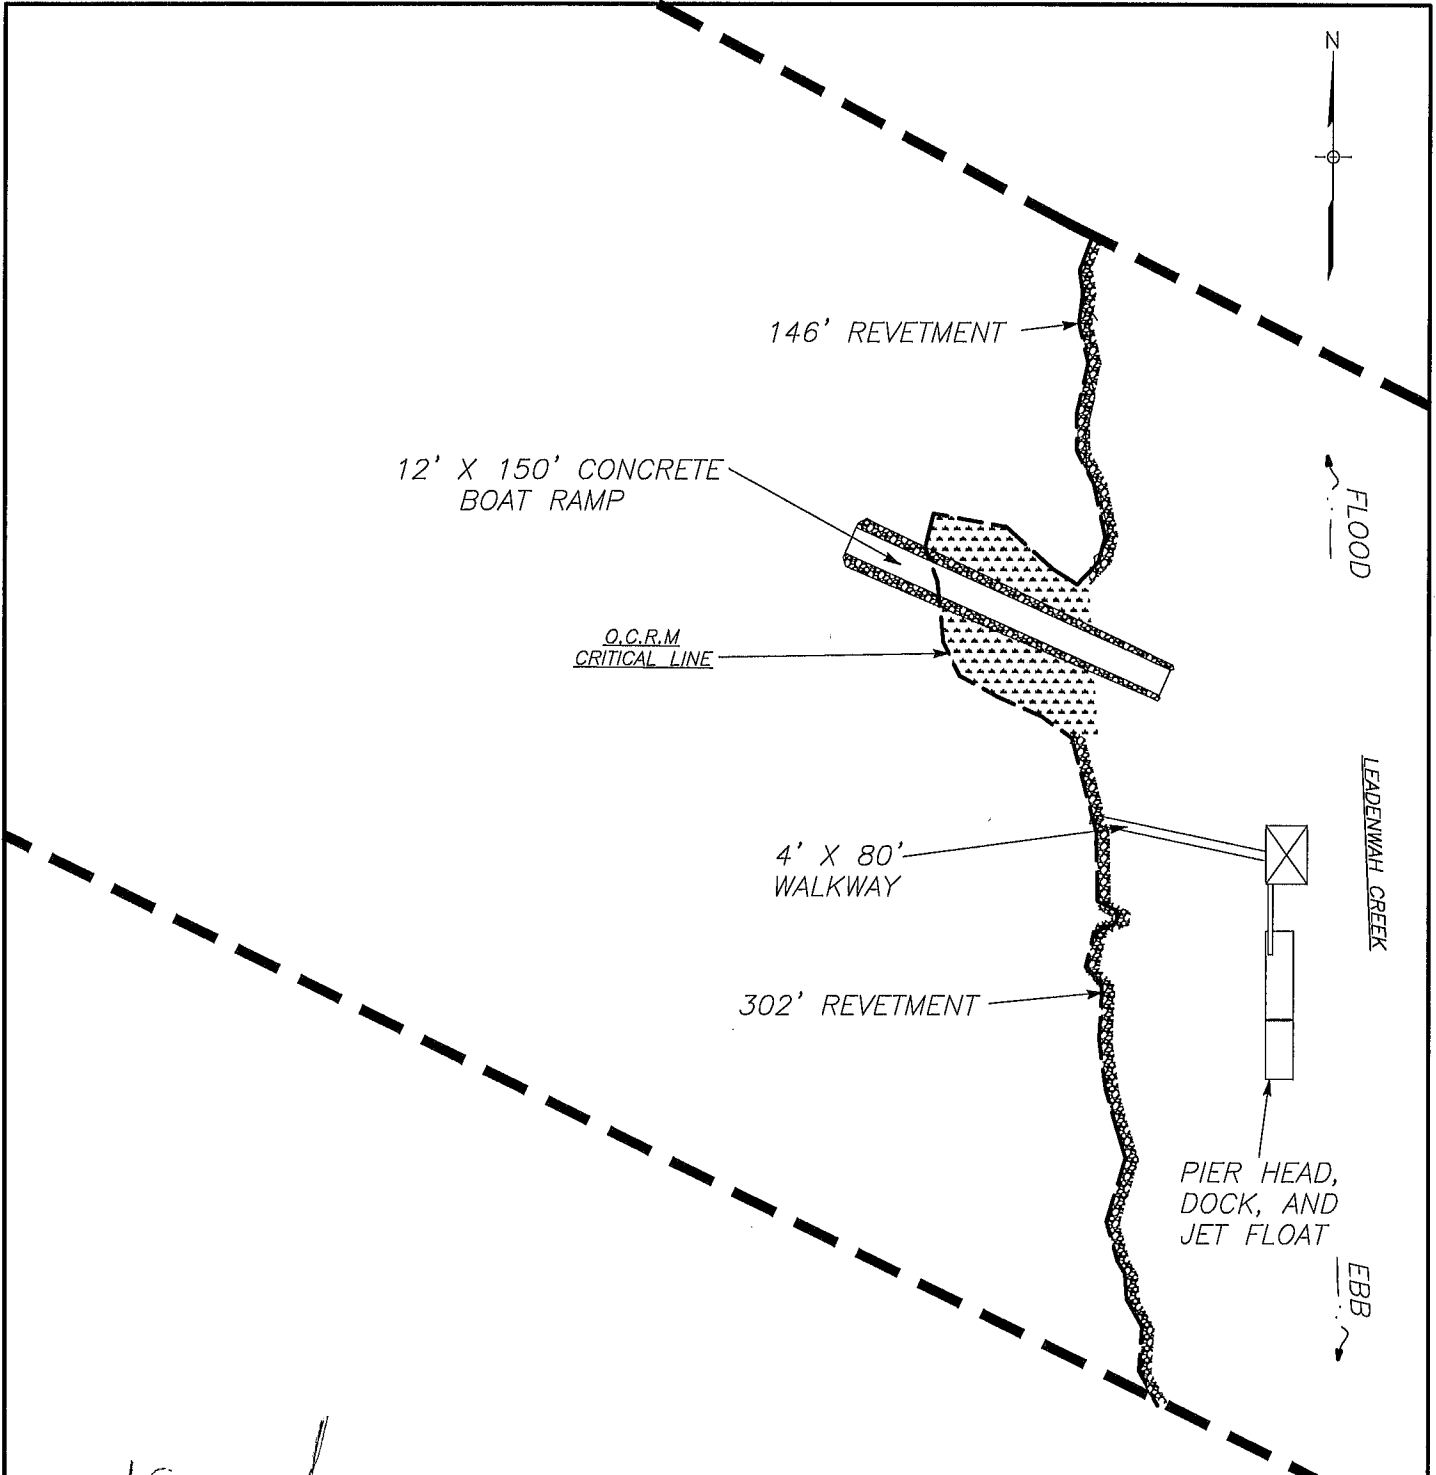 N
146' REVETMENT
12' X 150' CONCRETE
BOAT RAMP
FLOOD
O.C.R.M
CRITICAL LINE
LEADENWAH CREEK
4' X 80'
WALKWAY
302' REVETMENT
PIER HEAD,
DOCK, AND
JET FLOAT
EBB